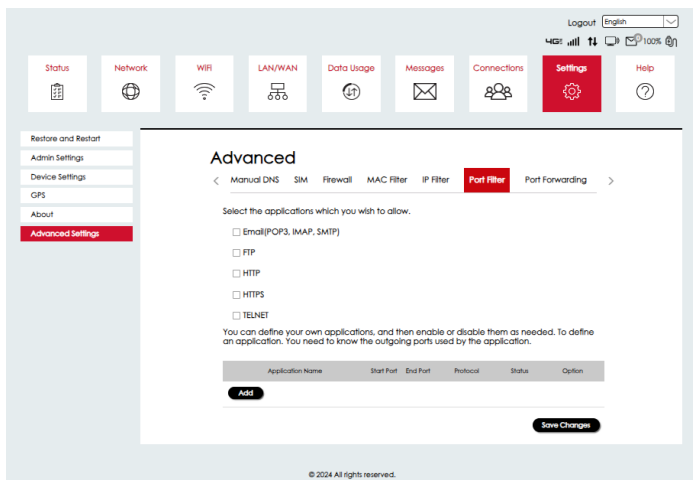 Logout English
4GE 0 100%
Status Network WiFi LAN/WAN Data Usage Messages Connections Settings Help
Restore and Restart
Admin Settings
Device Settings
GPS
About
Advanced Settings
Advanced
< Manual DNS SIM Firewall MAC Filter IP Filter Port Filter Port Forwarding >
Select the applications which you wish to allow.
Email(POP3, IMAP, SMTP)
FTP
HTTP
HTTPS
TELNET
You can define your own applications, and then enable or disable them as needed. To define
an application. You need to know the outgoing ports used by the application.
Application Name Start Port End Port Protocol Status Option
Add
Save Changes
© 2024 All rights reserved.